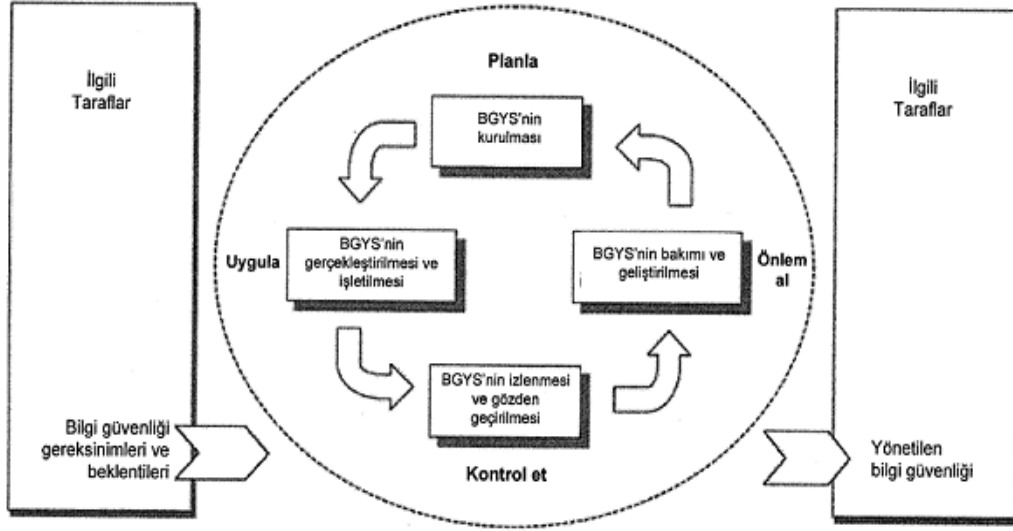 İlgili
Taraflar
Bilgi güvenliği
gereksinimleri ve
beklentileri
Planla
BGYS'nin
kurulması
Uygula
BGYS'nin
gerçekleştirilmesi ve
işletilmesi
BGYS'nin bakımı ve
geliştirilmesi
Önlem
al
BGYS'nin izlenmesi
ve gözden
geçirilmesi
Kontrol et
İlgili
Taraflar
Yönetilen
bilgi güvenliği